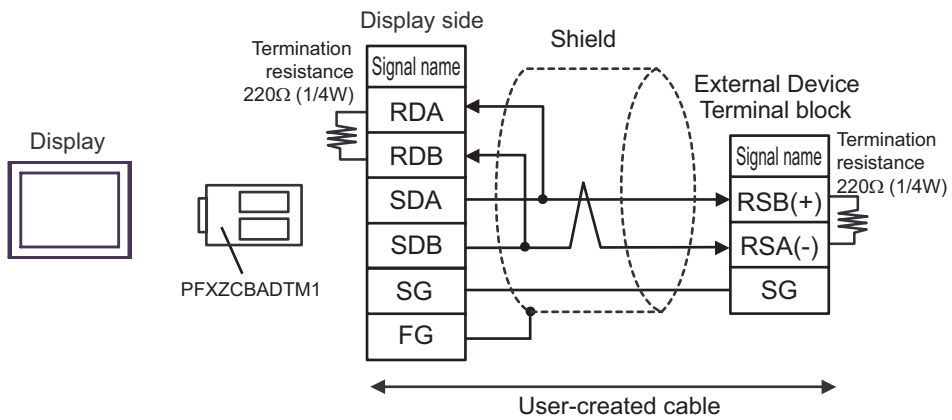 Display side
Shield
Termination
resistance
220Ω (1/4W)
External Device
Terminal block
Display
Signal name
RDA
RDB
SDA
SDB
SG
FG
Signal name
RSB(+)
RSA(-)
SG
Termination
resistance
220Ω (1/4W)
PFXZCBADTM1
User-created cable